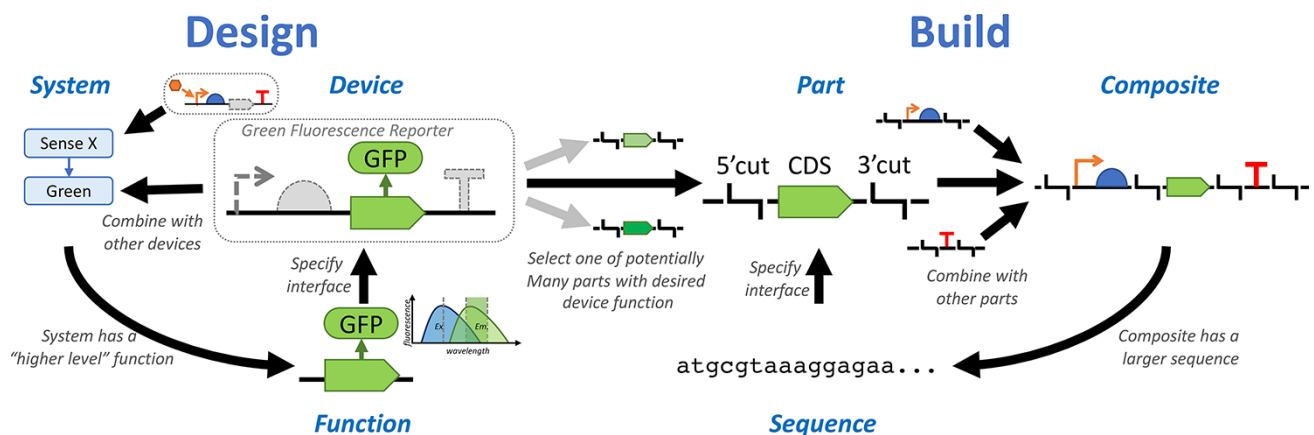 Design
Build
System
Device
Part
Composite
Sense X
Green
Green Fluorescence Reporter
GFP
5'cut
CDS
3'cut
Combine with
other devices
Specify
interface
Select one of potentially
Many parts with desired
device function
Specify
interface
Combine with
other parts
System has a
“higher level” function
GFP
fluorescence
Ex
Em
wavelength
Composite has a
larger sequence
atgcgtaaaggagaa...
Function
Sequence